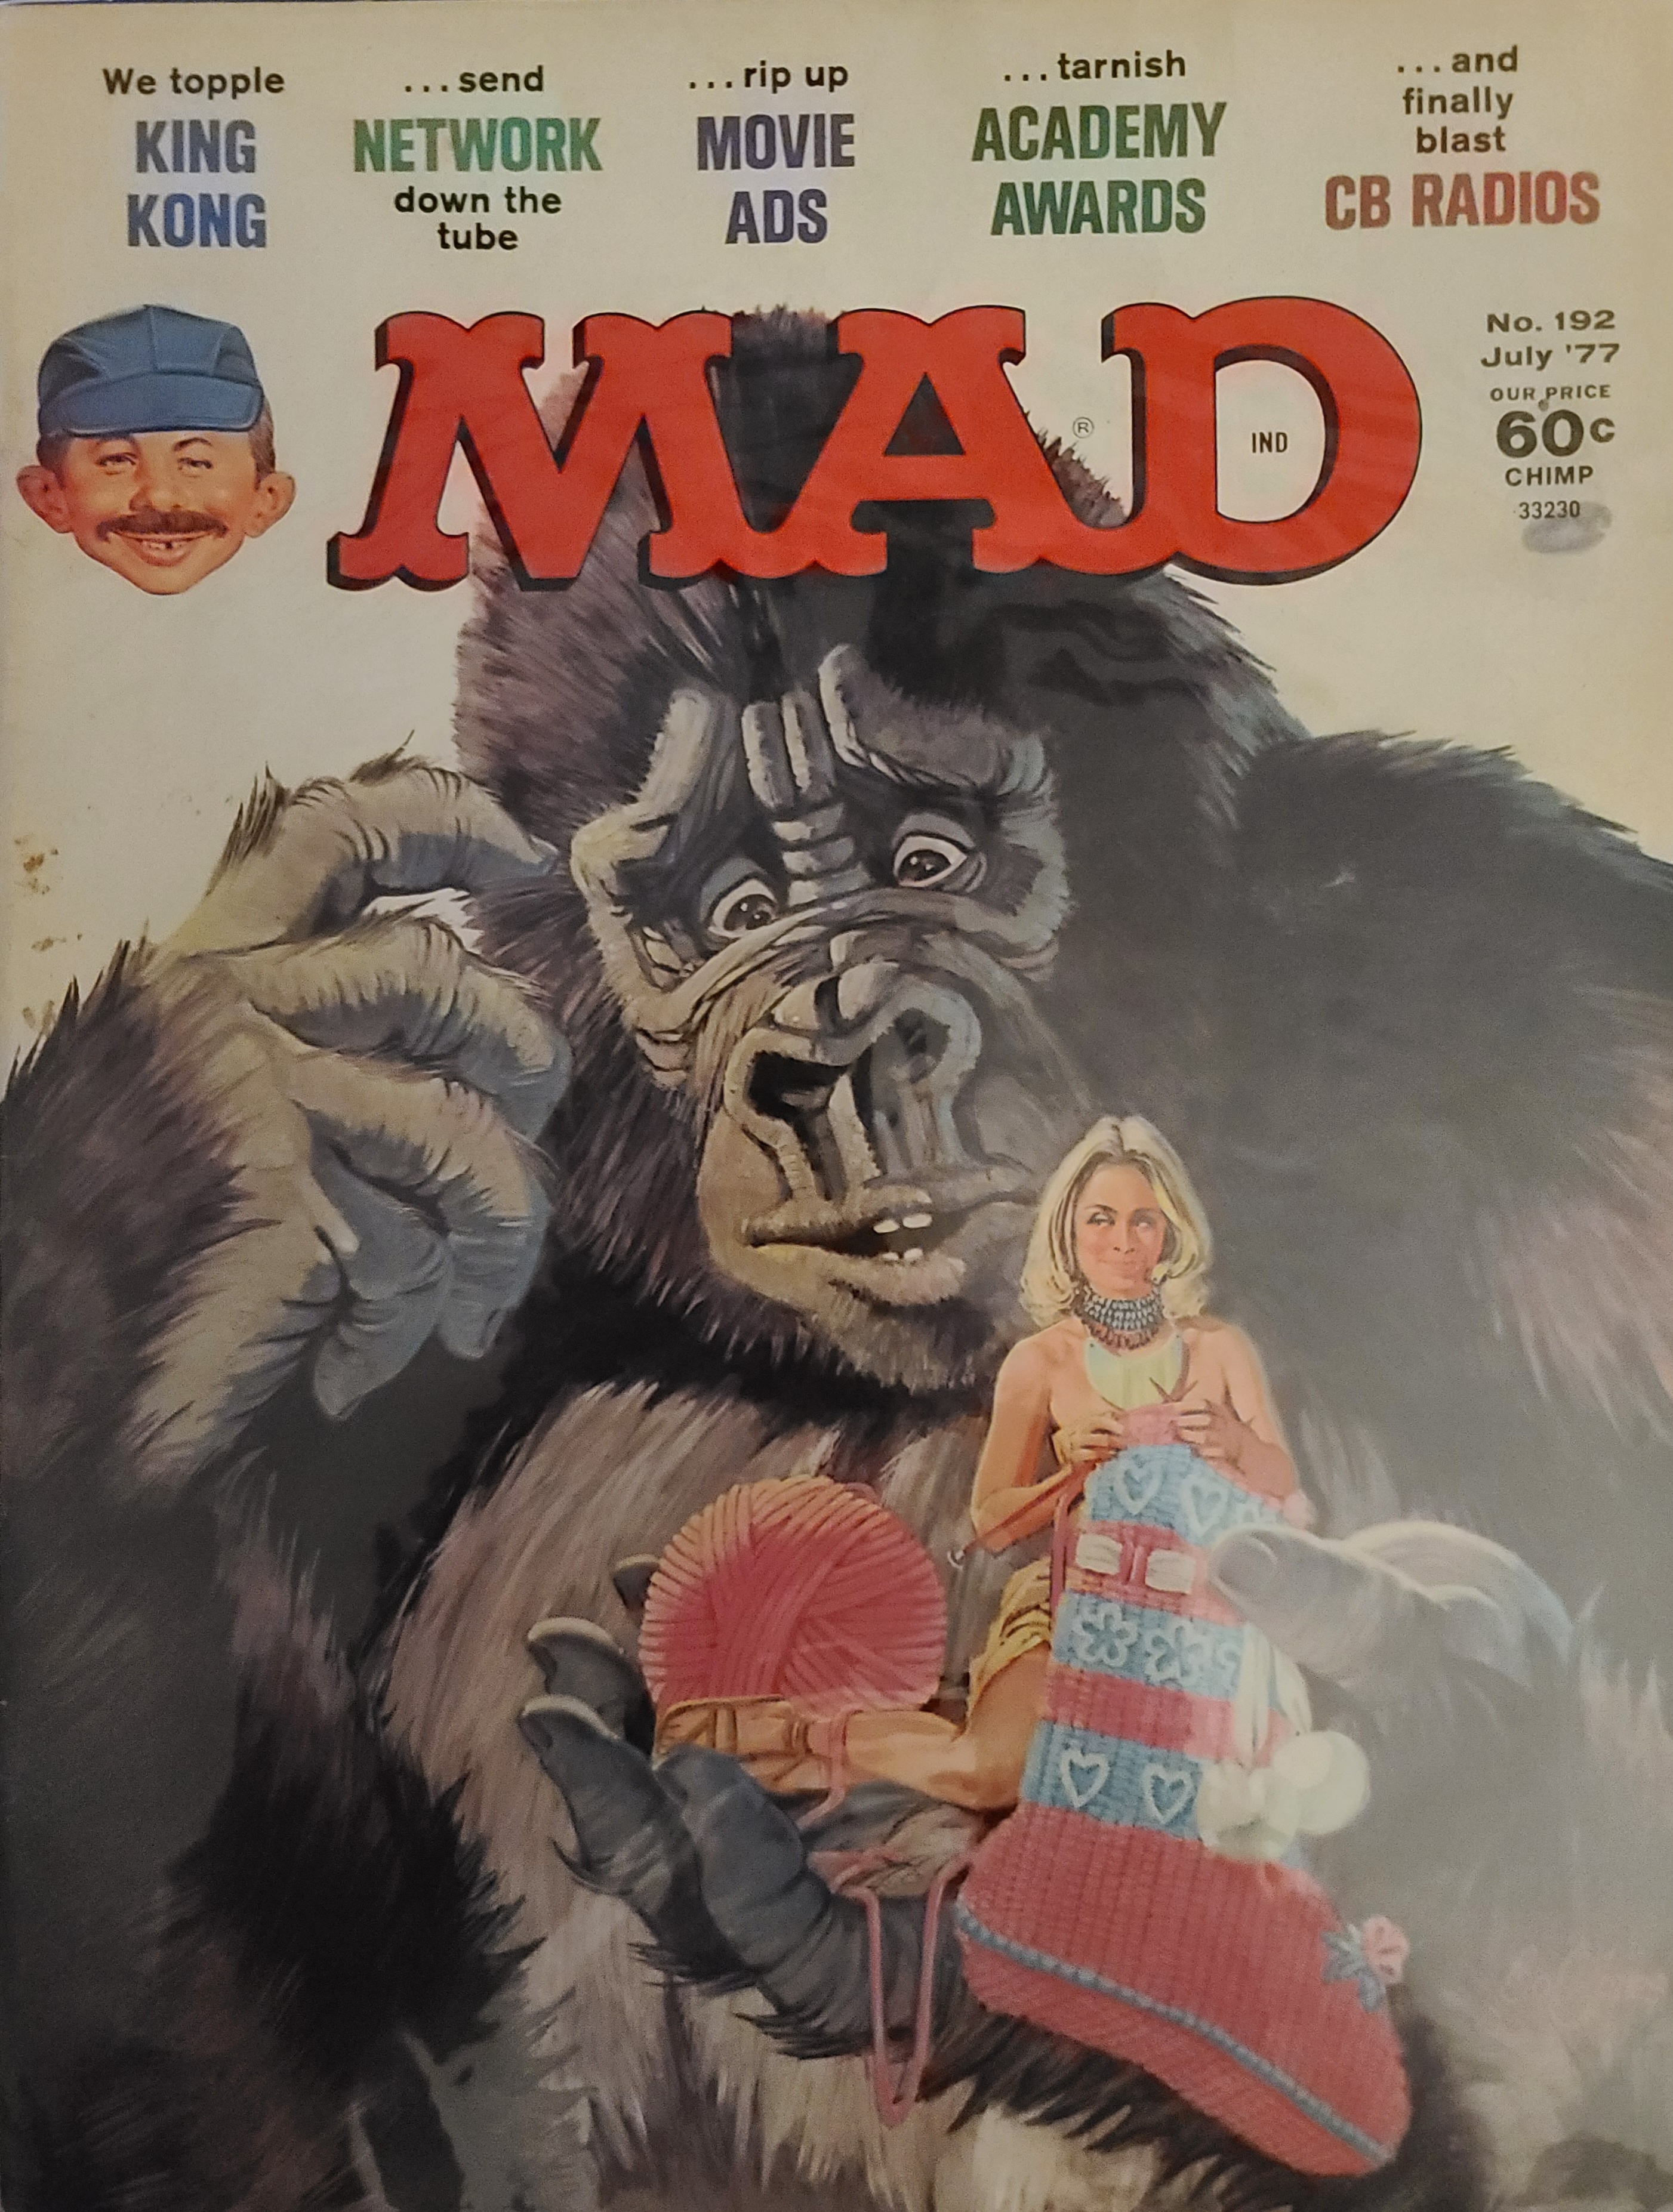 We topple
KING
KONG
...send
NETWORK
down the
tube
...rip up
MOVIE
ADS
...tarnish
ACADEMY
AWARDS
...and
finally
blast
CB RADIOS
MAD
®
IND
No. 192
July '77
OUR PRICE
60c
CHIMP
33230